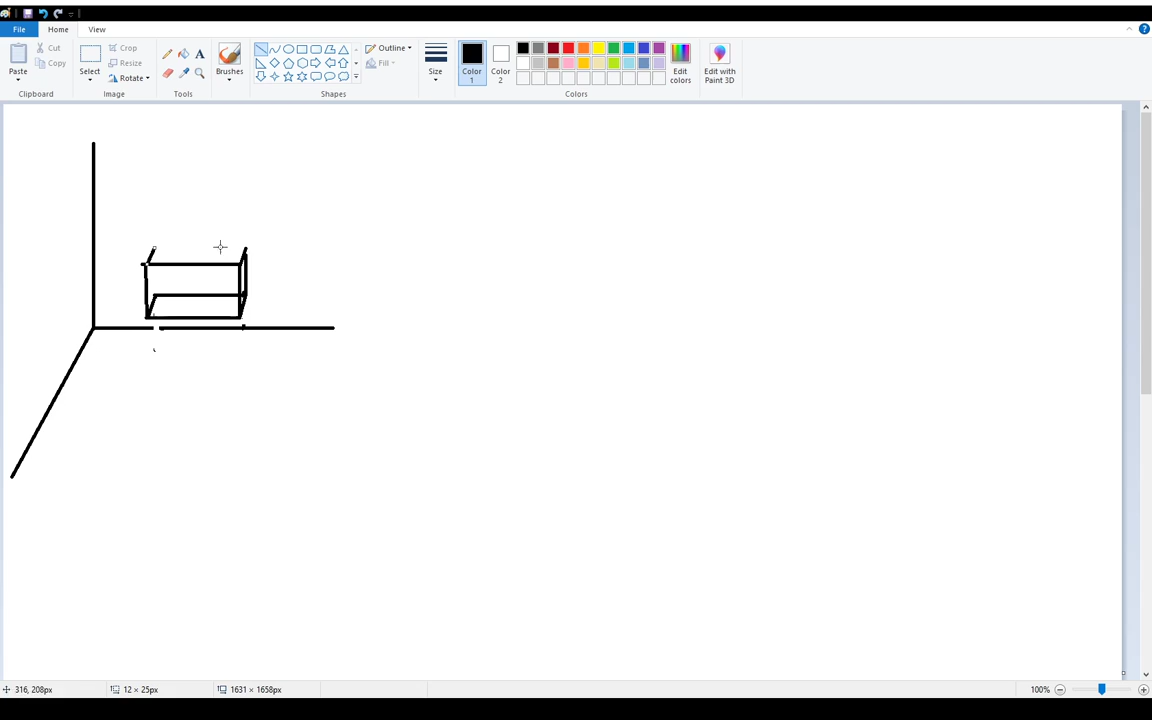 File Home View
Paste
Cut
Copy
Clipboard
Select
Crop
Resize
Rotate
Image
Tools
Brushes
Shapes
Outline
Fill
Size
Color 1
Color 2
Edit colors
Colors
Edit with Paint 3D
316, 208px 12 × 25px 1631 × 1658px 100%